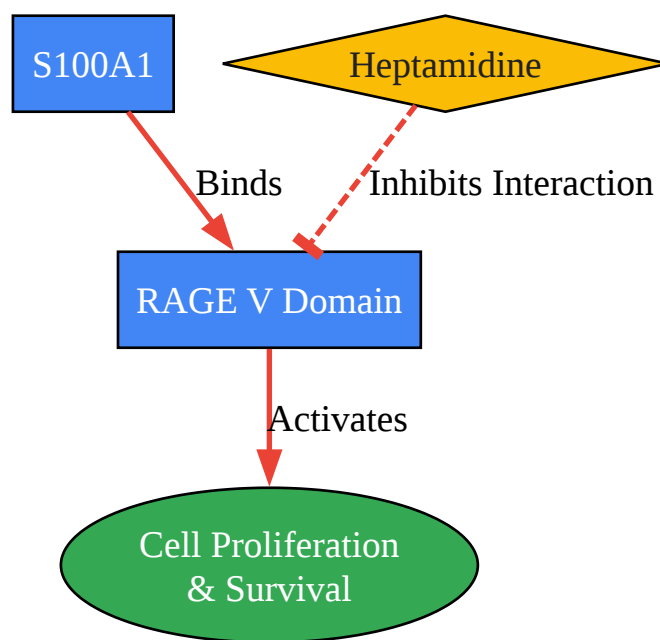 S100A1
Heptamidine
Binds
Inhibits Interaction
RAGE V Domain
Activates
Cell Proliferation
& Survival